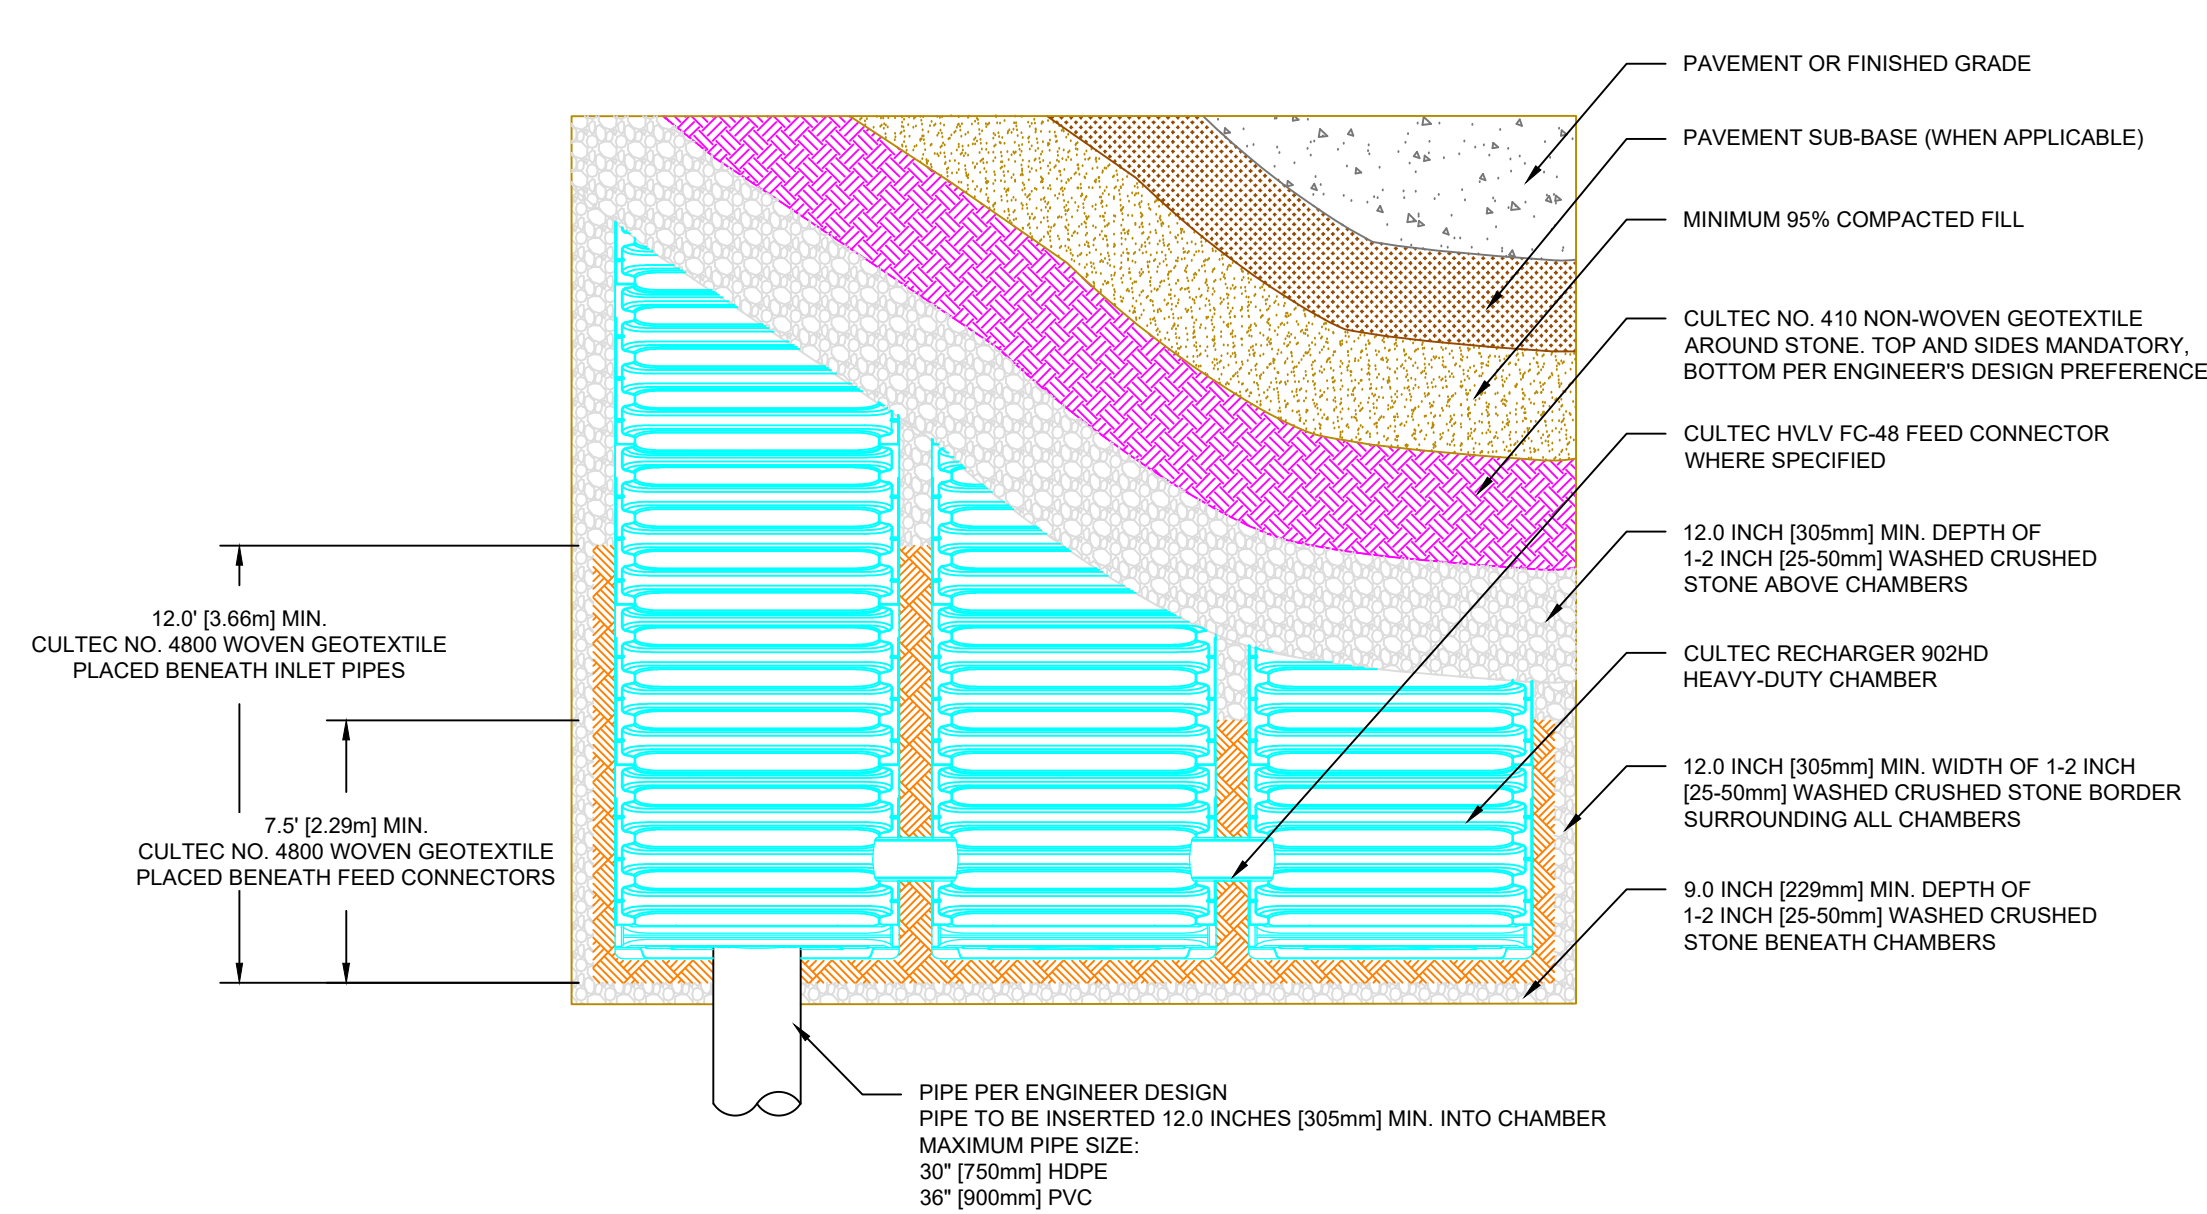 PAVEMENT OR FINISHED GRADE
PAVEMENT SUB-BASE (WHEN APPLICABLE)
MINIMUM 95% COMPACTED FILL
CULTEC NO. 410 NON-WOVEN GEOTEXTILE
AROUND STONE. TOP AND SIDES MANDATORY,
BOTTOM PER ENGINEER'S DESIGN PREFERENCE
CULTEC HVLV FC-48 FEED CONNECTOR
WHERE SPECIFIED
12.0 INCH [305mm] MIN. DEPTH OF
1-2 INCH [25-50mm] WASHED CRUSHED
STONE ABOVE CHAMBERS
CULTEC RECHARGER 902HD
HEAVY-DUTY CHAMBER
12.0 INCH [305mm] MIN. WIDTH OF 1-2 INCH
[25-50mm] WASHED CRUSHED STONE BORDER
SURROUNDING ALL CHAMBERS
9.0 INCH [229mm] MIN. DEPTH OF
1-2 INCH [25-50mm] WASHED CRUSHED
STONE BENEATH CHAMBERS
12.0' [3.66m] MIN.
CULTEC NO. 4800 WOVEN GEOTEXTILE
PLACED BENEATH INLET PIPES
7.5' [2.29m] MIN.
CULTEC NO. 4800 WOVEN GEOTEXTILE
PLACED BENEATH FEED CONNECTORS
PIPE PER ENGINEER DESIGN
PIPE TO BE INSERTED 12.0 INCHES [305mm] MIN. INTO CHAMBER
MAXIMUM PIPE SIZE:
30" [750mm] HDPE
36" [900mm] PVC